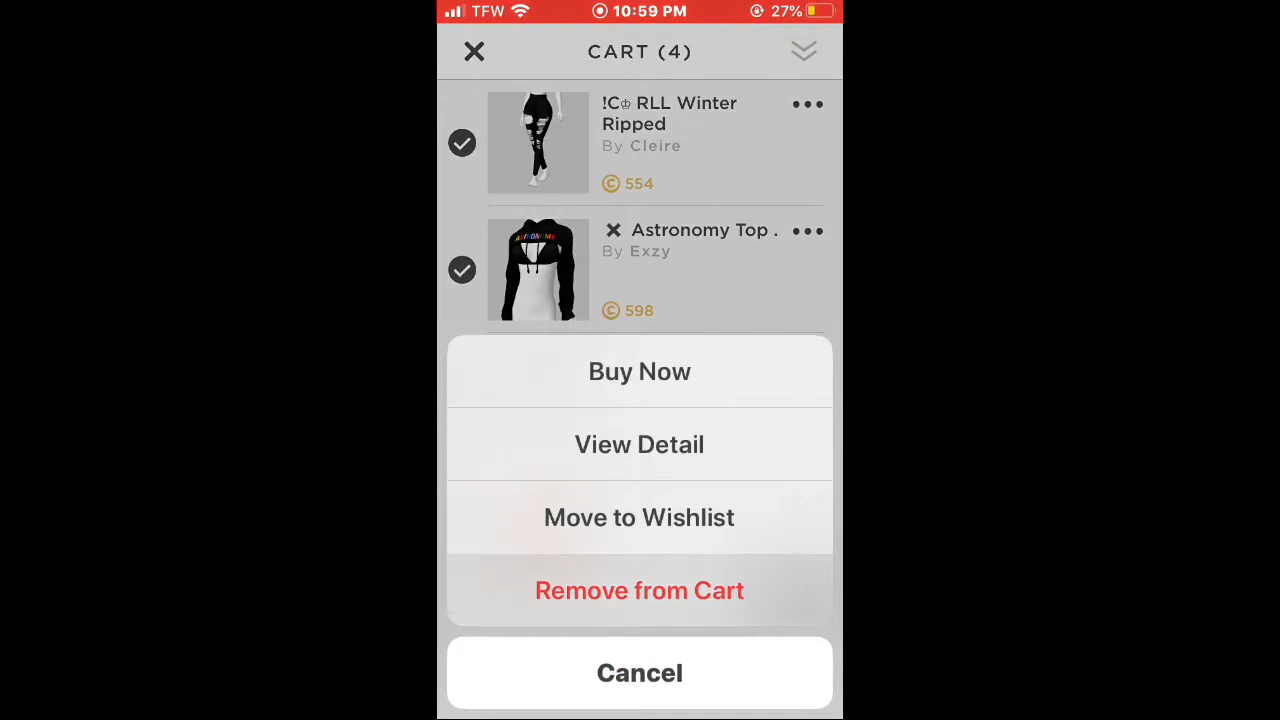 TFW 10:59 PM 27%
CART (4)
!C♔ RLL Winter
Ripped
By Cleire
© 554
ASTRONOMY
✕ Astronomy Top .
By Exzy
© 598
Buy Now
View Detail
Move to Wishlist
Remove from Cart
Cancel